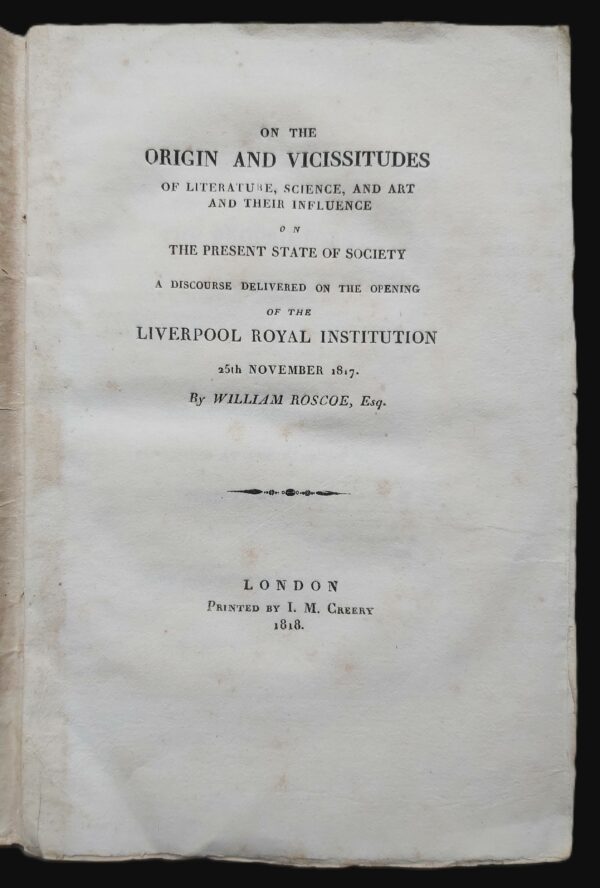 ON THE
ORIGIN AND VICISSITUDES
OF LITERATURE, SCIENCE, AND ART
AND THEIR INFLUENCE
ON
THE PRESENT STATE OF SOCIETY
A DISCOURSE DELIVERED ON THE OPENING
OF THE
LIVERPOOL ROYAL INSTITUTION
25th NOVEMBER 1817.
By WILLIAM ROSCOE, Esq.
LONDON
PRINTED BY I. M. CREERY
1818.